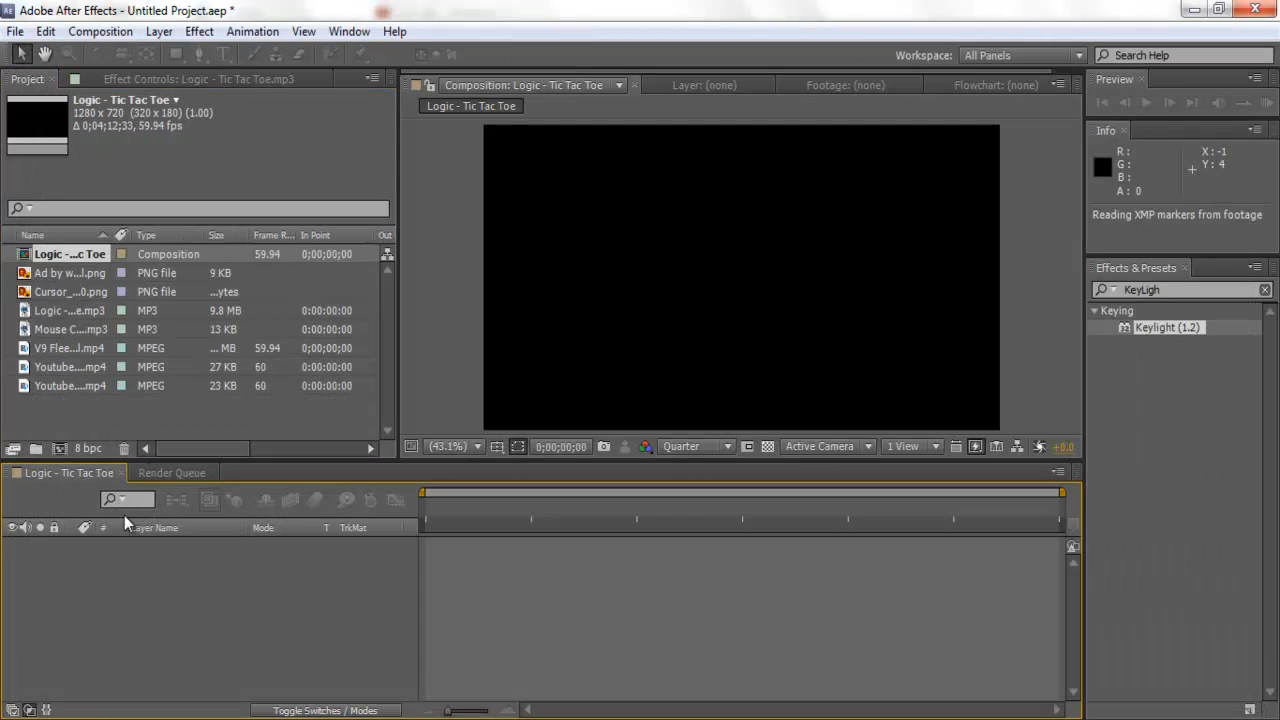 Adobe After Effects - Untitled Project.aep *
File Edit Composition Layer Effect Animation View Window Help
Workspace: All Panels Search Help
Project Effect Controls: Logic - Tic Tac Toe.mp3
Composition: Logic - Tic Tac Toe Layer: (none) Footage: (none) Flowchart: (none)
Preview
Logic - Tic Tac Toe
1280 x 720 (320 x 180) (1.00)
Δ 0;04;12;33, 59.94 fps
Logic - Tic Tac Toe
Info
R :
G :
B :
A : 0
X : -1
Y : 4
Reading XMP markers from footage
Name Type Size Frame R... In Point Out
Logic -...c Toe Composition 59.94 0;00;00;00
Ad by w...l.png PNG file 9 KB
Cursor_...0.png PNG file ...ytes
Logic -...e.mp3 MP3 9.8 MB 0:00:00:00
Mouse C....mp3 MP3 13 KB 0:00:00:00
V9 Flee...l.mp4 MPEG ... MB 59.94 0;00;00;00
Youtube....mp4 MPEG 27 KB 60 0:00:00:00
Youtube....mp4 MPEG 23 KB 60 0:00:00:00
Effects & Presets
KeyLigh
Keying
Keylight (1.2)
8 bpc
(43.1%) 0;00;00;00 Quarter Active Camera 1 View +0.0
Logic - Tic Tac Toe Render Queue
# Layer Name Mode T TrkMat
Toggle Switches / Modes